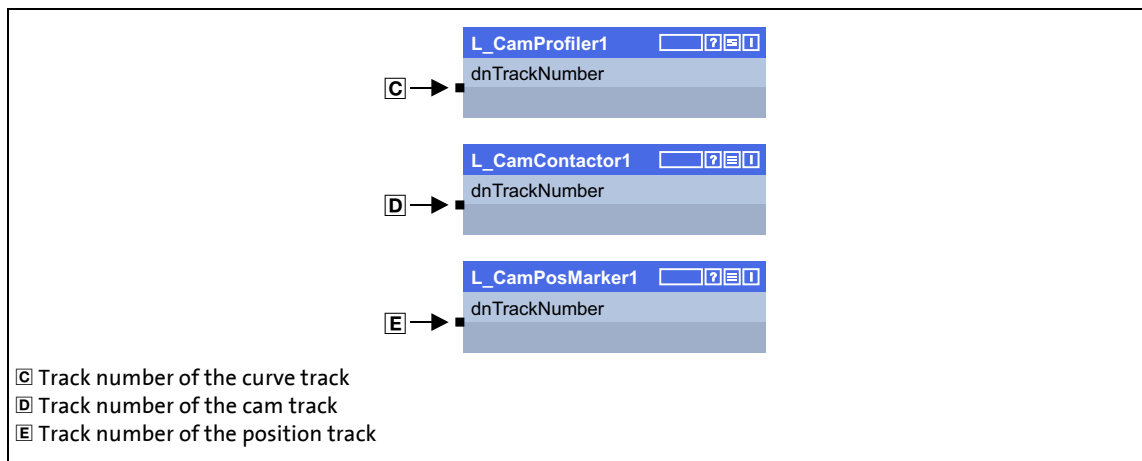 L_CamProfiler1 ?
dnTrackNumber
C
L_CamContactor1 ?
dnTrackNumber
D
L_CamPosMarker1 ?
dnTrackNumber
E
C Track number of the curve track
D Track number of the cam track
E Track number of the position track